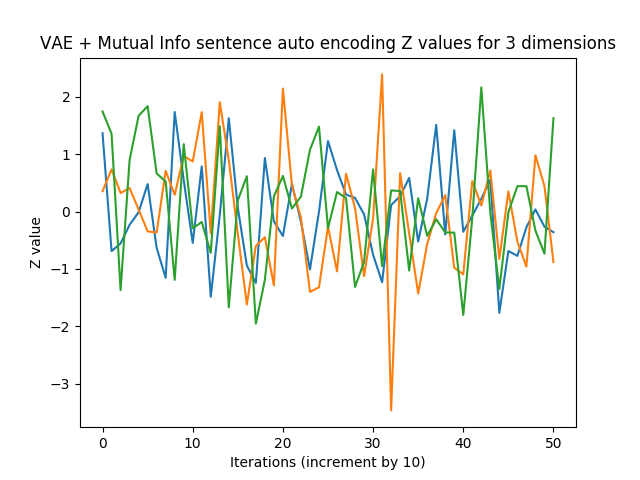 VAE + Mutual Info sentence auto encoding Z values for 3 dimensions
2
1
0
−1
−2
−3
Z value
0 10 20 30 40 50
Iterations (increment by 10)